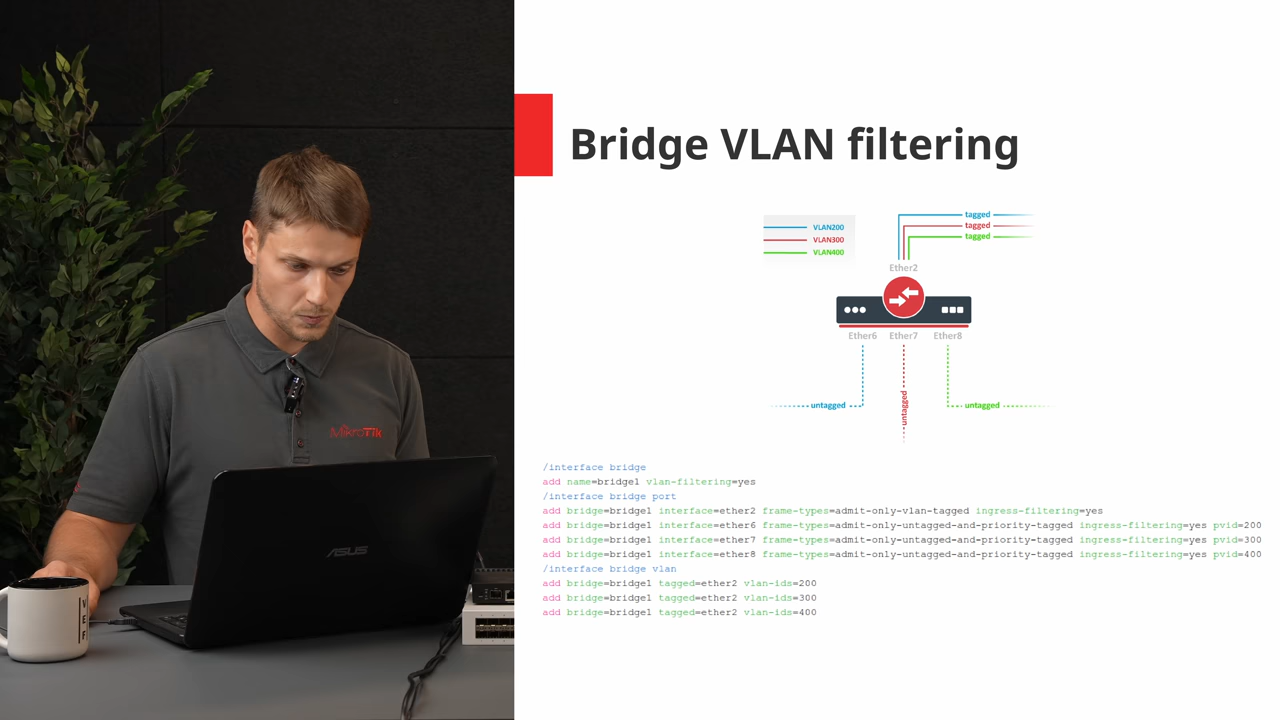 Bridge VLAN filtering
VLAN200
VLAN300
VLAN400
tagged
tagged
tagged
Ether2
Ether6 Ether7 Ether8
untagged
untagged
untagged
/interface bridge
add name=bridge1 vlan-filtering=yes
/interface bridge port
add bridge=bridge1 interface=ether2 frame-types=admit-only-vlan-tagged ingress-filtering=yes
add bridge=bridge1 interface=ether6 frame-types=admit-only-untagged-and-priority-tagged ingress-filtering=yes pvid=200
add bridge=bridge1 interface=ether7 frame-types=admit-only-untagged-and-priority-tagged ingress-filtering=yes pvid=300
add bridge=bridge1 interface=ether8 frame-types=admit-only-untagged-and-priority-tagged ingress-filtering=yes pvid=400
/interface bridge vlan
add bridge=bridge1 tagged=ether2 vlan-ids=200
add bridge=bridge1 tagged=ether2 vlan-ids=300
add bridge=bridge1 tagged=ether2 vlan-ids=400
MikroTik
ASUS